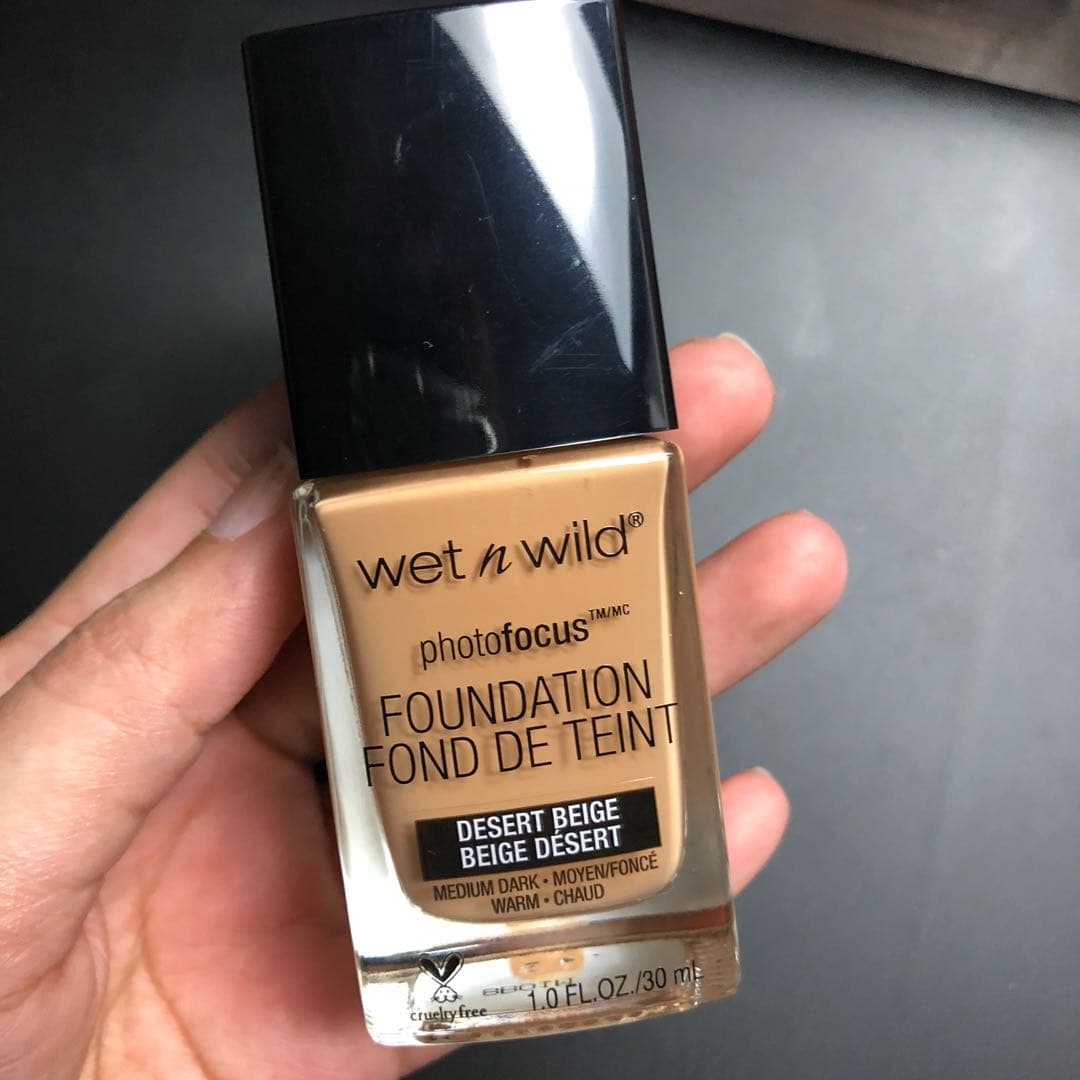 wet n wild®
photofocus™/MC
FOUNDATION
FOND DE TEINT
DESERT BEIGE
BEIGE DÉSERT
MEDIUM DARK • MOYEN/FONCÉ
WARM • CHAUD
cruelty free
1.0 FL.OZ./30 mL